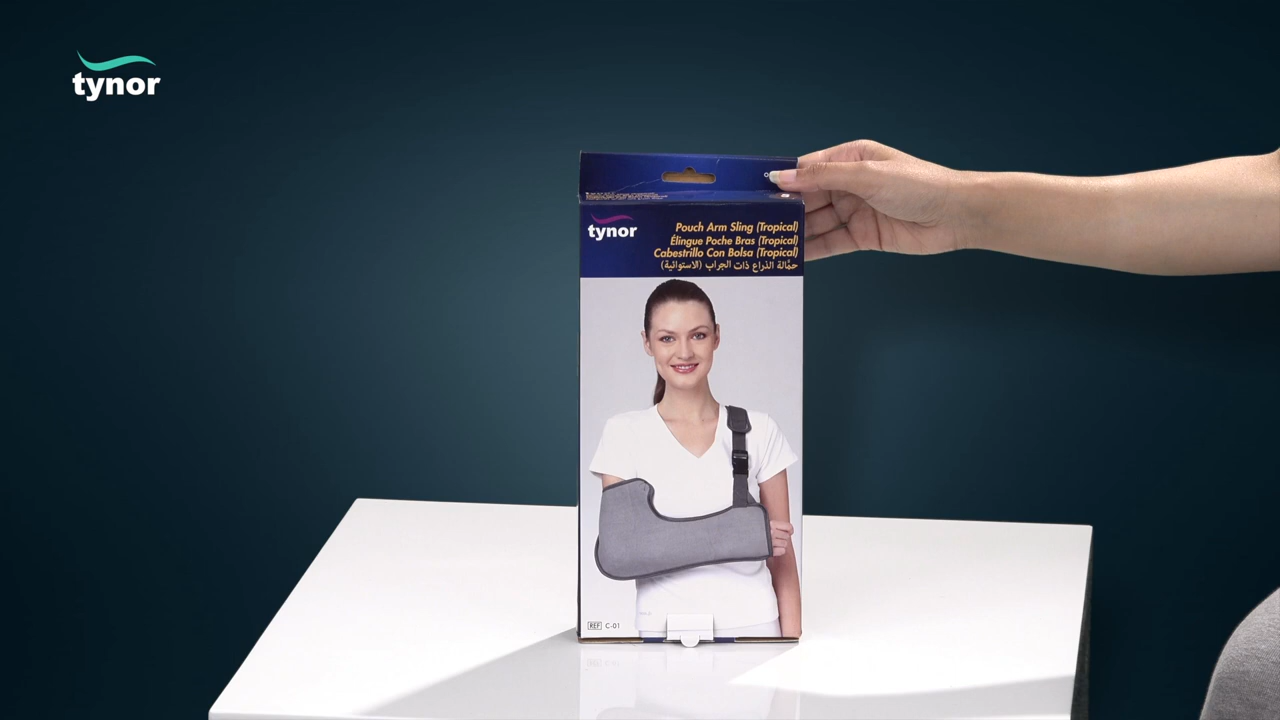 tynor
tynor
Pouch Arm Sling (Tropical)
Élingue Poche Bras (Tropical)
Cabestrillo Con Bolsa (Tropical)
حمَّالة الذراع ذات الجراب (الاستوائية)
REF C-01